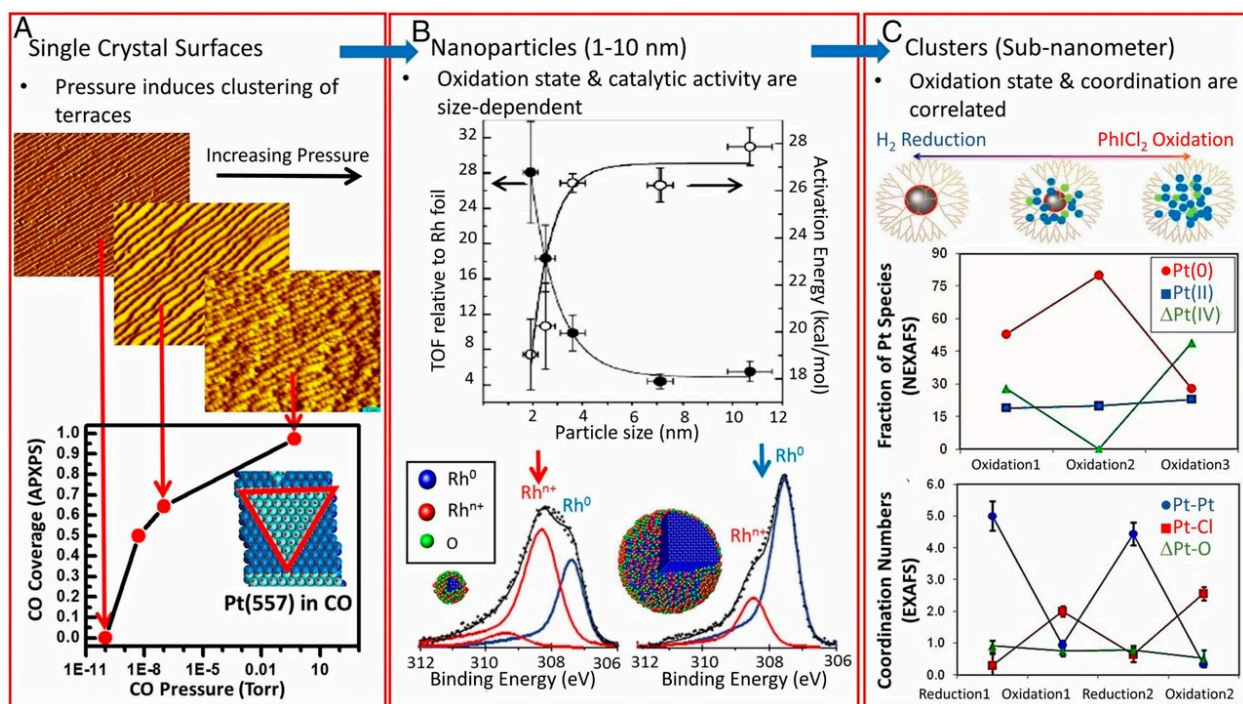 A
Single Crystal Surfaces
• Pressure induces clustering of
terraces
Increasing Pressure
CO Coverage (APXPS)
1.0
0.9
0.8
0.7
0.6
0.5
0.4
0.3
0.2
0.1
0.0
Pt(557) in CO
1E-11 1E-8 1E-6 1E-4 0.01 10
CO Pressure (Torr)
B
Nanoparticles (1-10 nm)
• Oxidation state & catalytic activity are
size-dependent
TOF relative to Rh foil
32
28
24
20
16
12
8
4
Activation Energy (kcal/mol)
28
27
26
24
23
22
20
19
18
0 2 4 6 8 10 12
Particle size (nm)
Rh⁰
Rhⁿ⁺
O
Rhⁿ⁺
Rh⁰
312 310 308 306
Binding Energy (eV)
Rh⁰
Rhⁿ⁺
312 310 308 306
Binding Energy (eV)
C
Clusters (Sub-nanometer)
• Oxidation state & coordination are
correlated
H₂ Reduction
PhICl₂ Oxidation
Fraction of Pt Species
(NEXAFS)
90
75
60
45
30
15
0
Pt(0)
Pt(II)
Pt(IV)
Oxidation1 Oxidation2 Oxidation3
Coordination Numbers
(EXAFS)
6.0
5.0
4.0
3.0
2.0
1.0
0.0
Pt-Pt
Pt-Cl
Pt-O
Reduction1 Oxidation1 Reduction2 Oxidation2